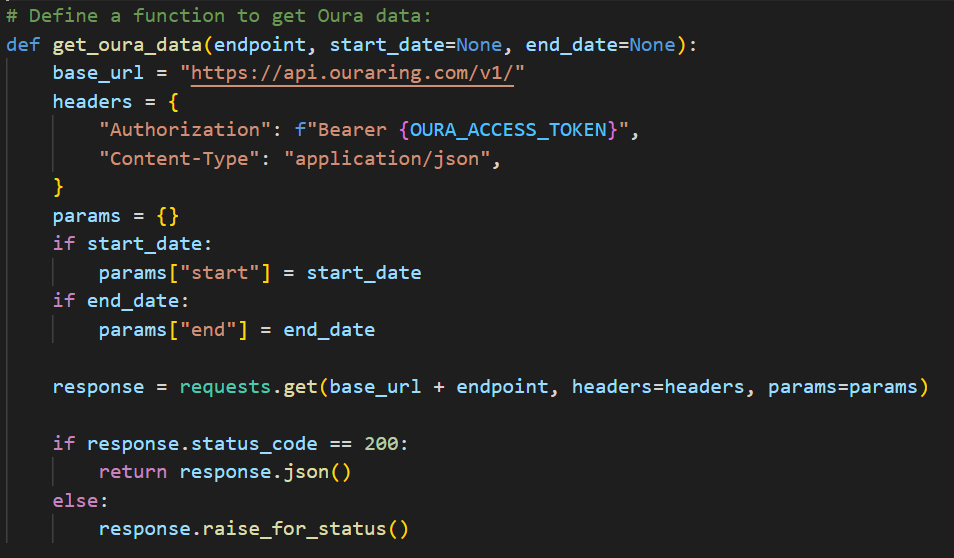 # Define a function to get Oura data:
def get_oura_data(endpoint, start_date=None, end_date=None):
    base_url = "https://api.ouraring.com/v1/"
    headers = {
        "Authorization": f"Bearer {OURA_ACCESS_TOKEN}",
        "Content-Type": "application/json",
    }
    params = {}
    if start_date:
        params["start"] = start_date
    if end_date:
        params["end"] = end_date

    response = requests.get(base_url + endpoint, headers=headers, params=params)

    if response.status_code == 200:
        return response.json()
    else:
        response.raise_for_status()